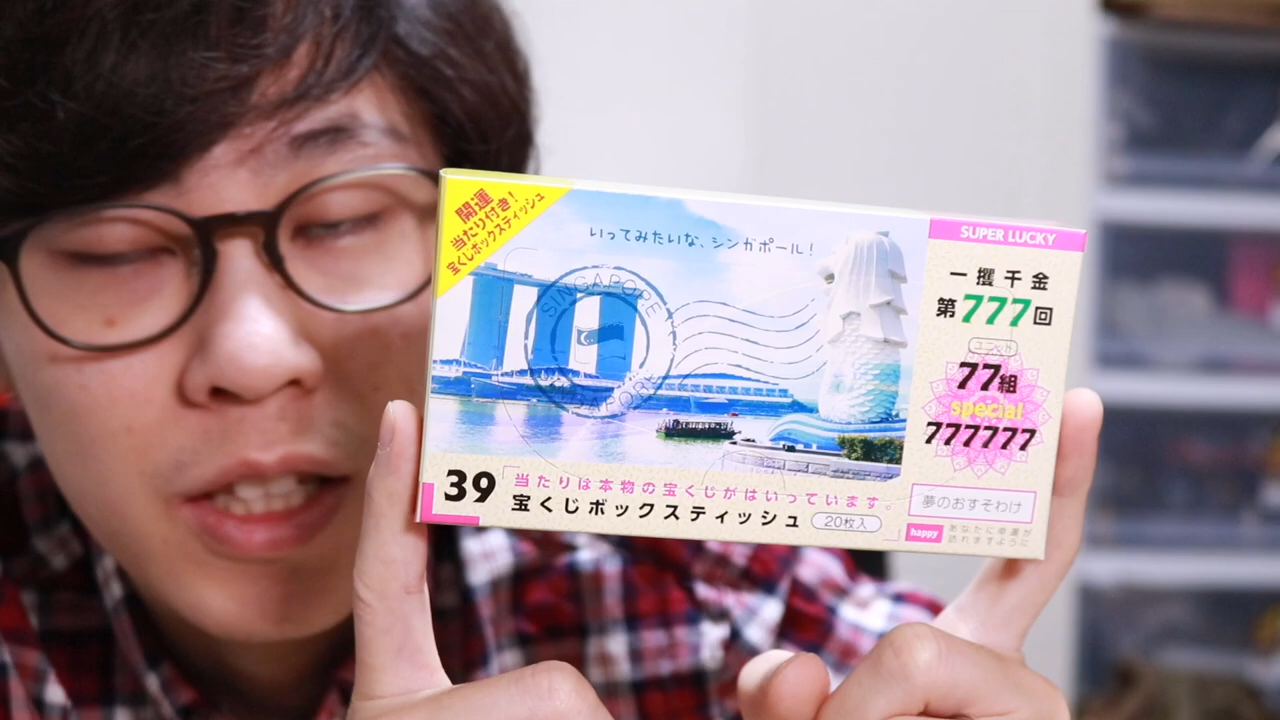 開運
当たり付き!
宝くじボックスティッシュ
いってみたいな、シンガポール!
SINGAPORE
SINGAPORE
SUPER LUCKY
一攫千金
第777回
ユニット
77組
special
777777
39
当たりは本物の宝くじがはいっています。
宝くじボックスティッシュ
20枚入
夢のおすそわけ
happy
あなたに幸運が
訪れますように